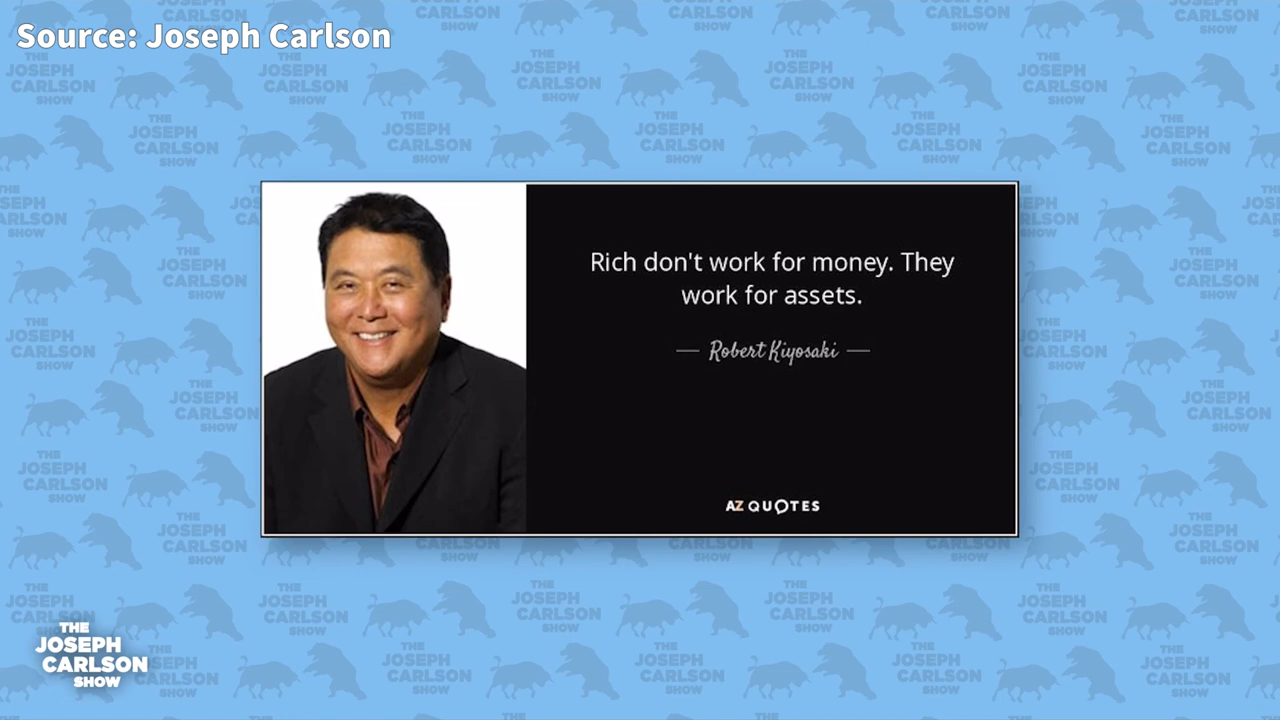 Source: Joseph Carlson
Rich don't work for money. They
work for assets.
Robert Kiyosaki
AZ QUOTES
THE
JOSEPH
CARLSON
SHOW